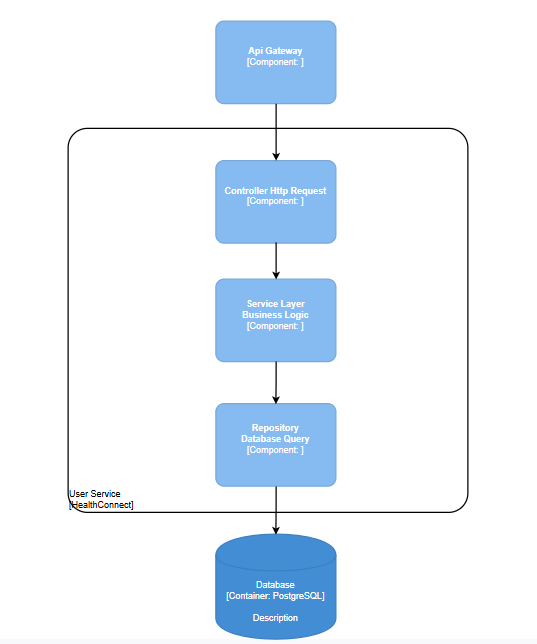 Api Gateway
[Component: ]
Controller Http Request
[Component: ]
Service Layer
Business Logic
[Component: ]
Repository
Database Query
[Component: ]
User Service
[HealthConnect]
Database
[Container: PostgreSQL]
Description